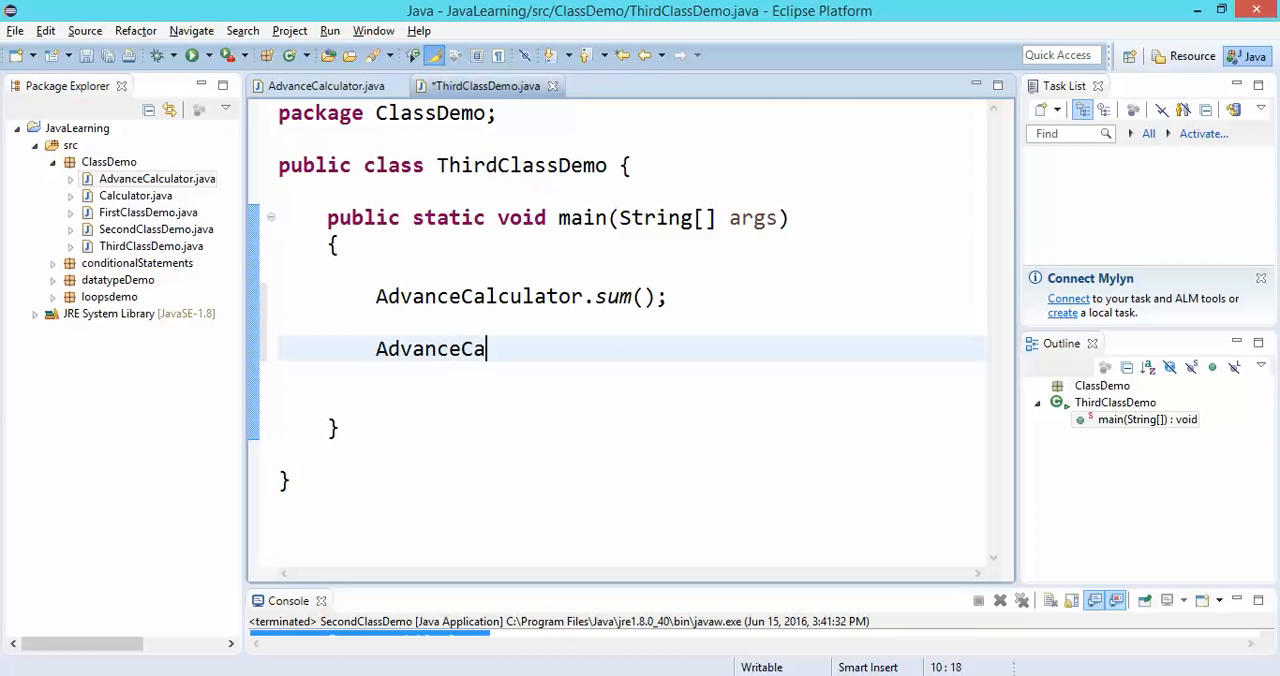 Java - JavaLearning/src/ClassDemo/ThirdClassDemo.java - Eclipse Platform
File Edit Source Refactor Navigate Search Project Run Window Help
Quick Access Resource Java
Package Explorer
JavaLearning
src
ClassDemo
AdvanceCalculator.java
Calculator.java
FirstClassDemo.java
SecondClassDemo.java
ThirdClassDemo.java
conditionalStatements
datatypeDemo
loopsdemo
JRE System Library [JavaSE-1.8]
AdvanceCalculator.java *ThirdClassDemo.java
package ClassDemo;
public class ThirdClassDemo {
public static void main(String[] args)
{
AdvanceCalculator.sum();
AdvanceCa
}
}
Task List
Find All Activate...
Connect Mylyn
Connect to your task and ALM tools or
create a local task.
Outline
ClassDemo
ThirdClassDemo
main(String[]) : void
Console
<terminated> SecondClassDemo [Java Application] C:\Program Files\Java\jre1.8.0_40\bin\javaw.exe (Jun 15, 2016, 3:41:32 PM)
Writable Smart Insert 10 : 18